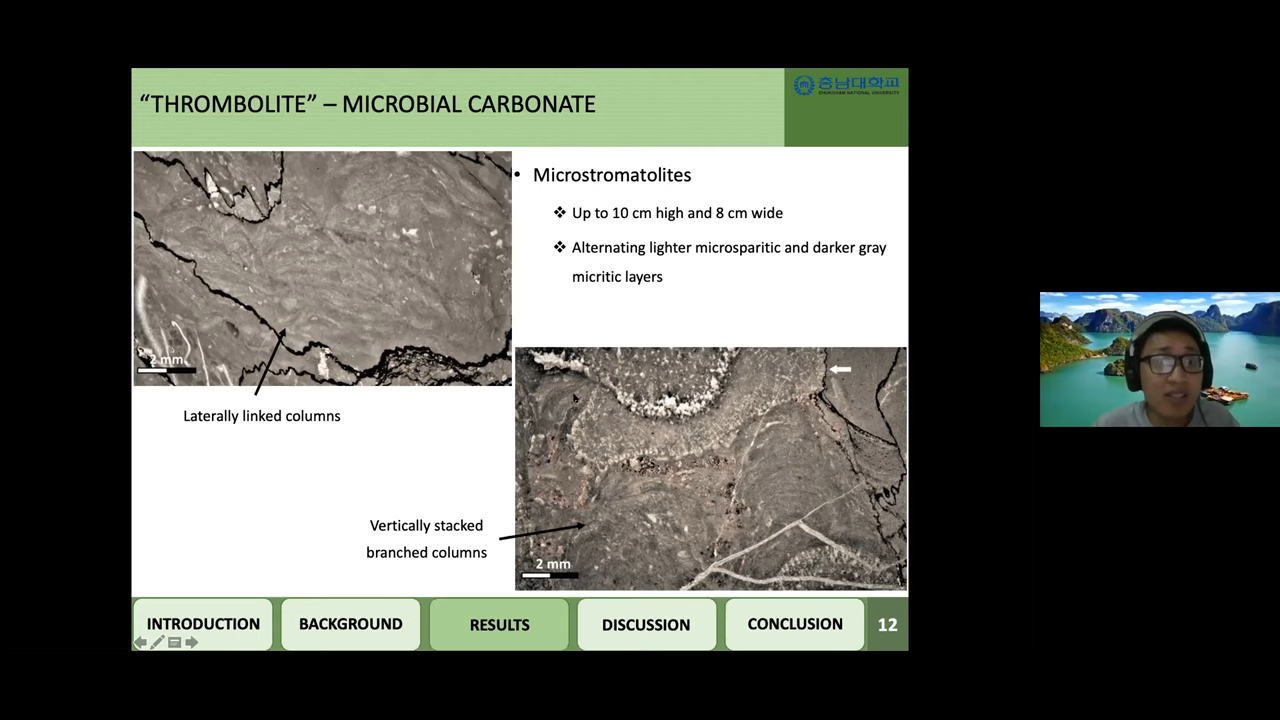 “THROMBOLITE” – MICROBIAL CARBONATE
충남대학교
CHUNGNAM NATIONAL UNIVERSITY
• Microstromatolites
❖ Up to 10 cm high and 8 cm wide
❖ Alternating lighter microsparitic and darker gray
micritic layers
2 mm
Laterally linked columns
Vertically stacked
branched columns
2 mm
INTRODUCTION
BACKGROUND
RESULTS
DISCUSSION
CONCLUSION
12